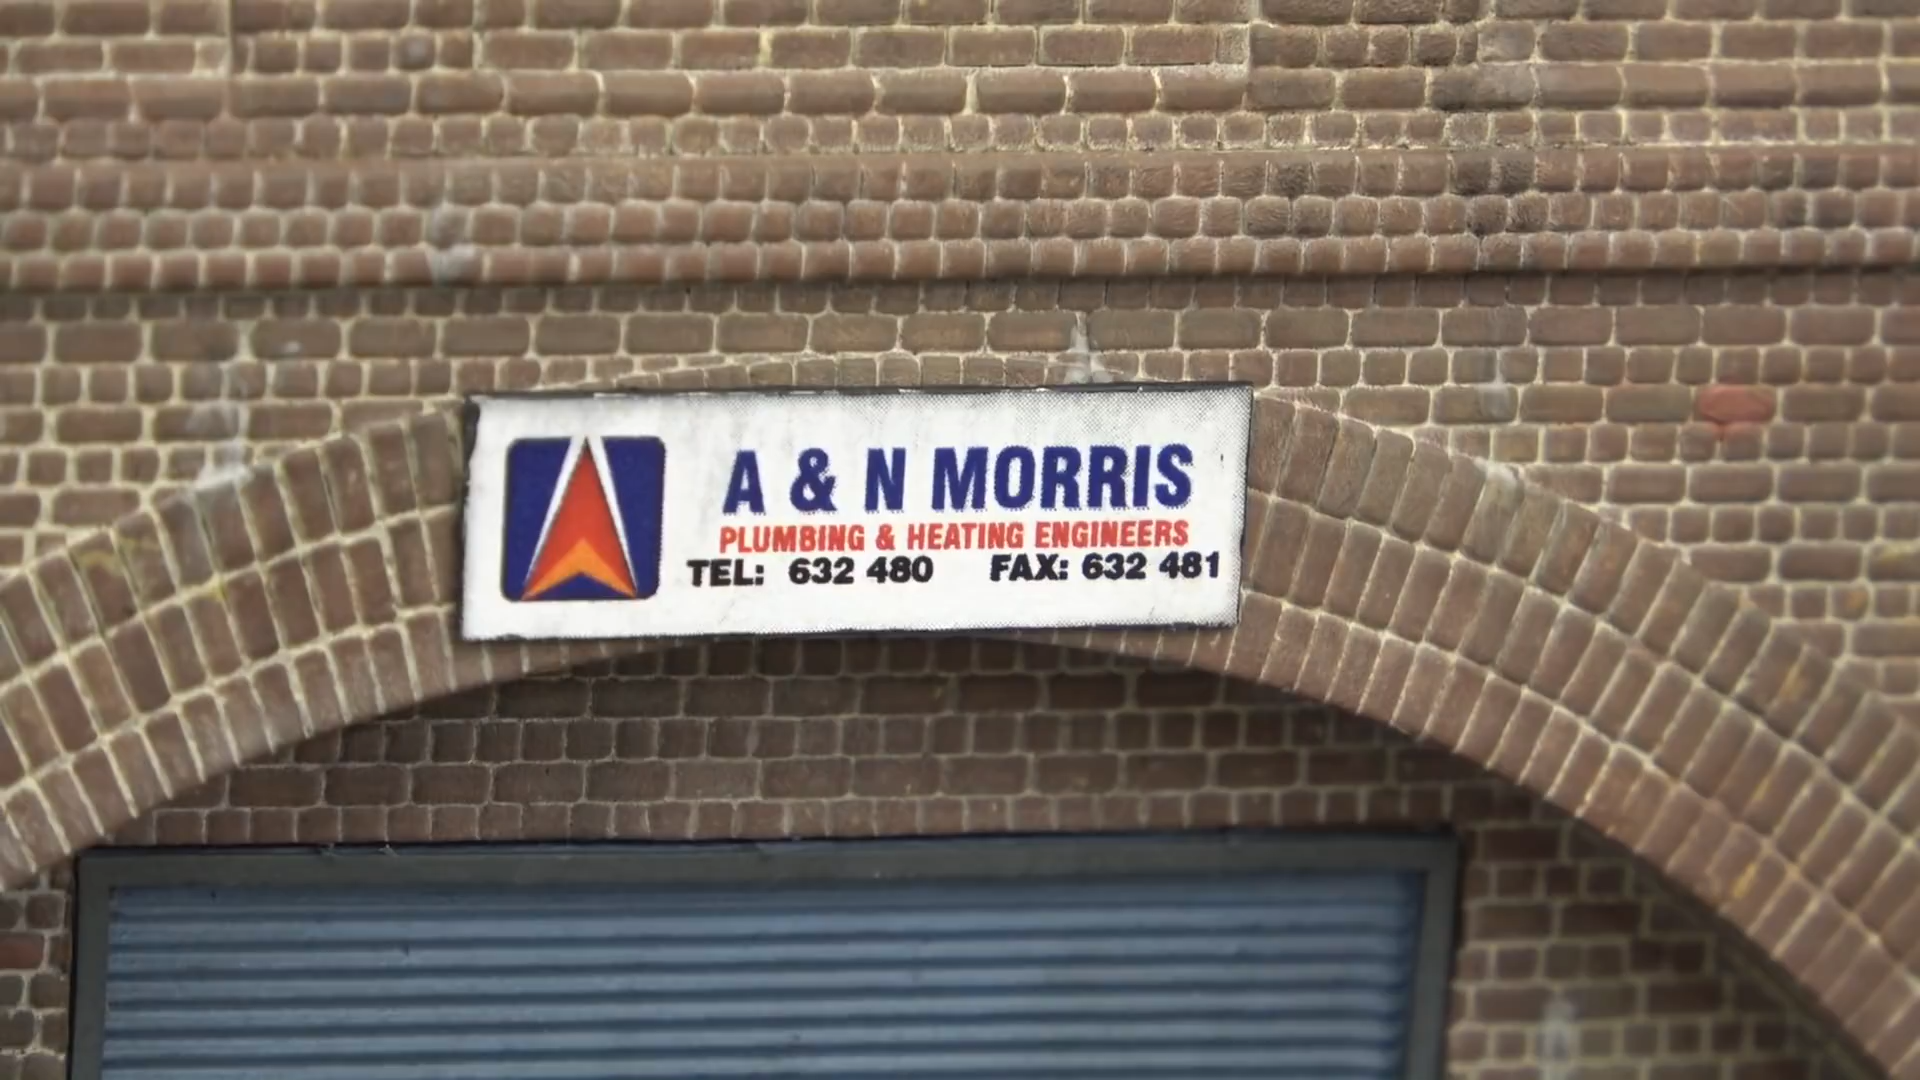 A & N MORRIS
PLUMBING & HEATING ENGINEERS
TEL: 632 480 FAX: 632 481